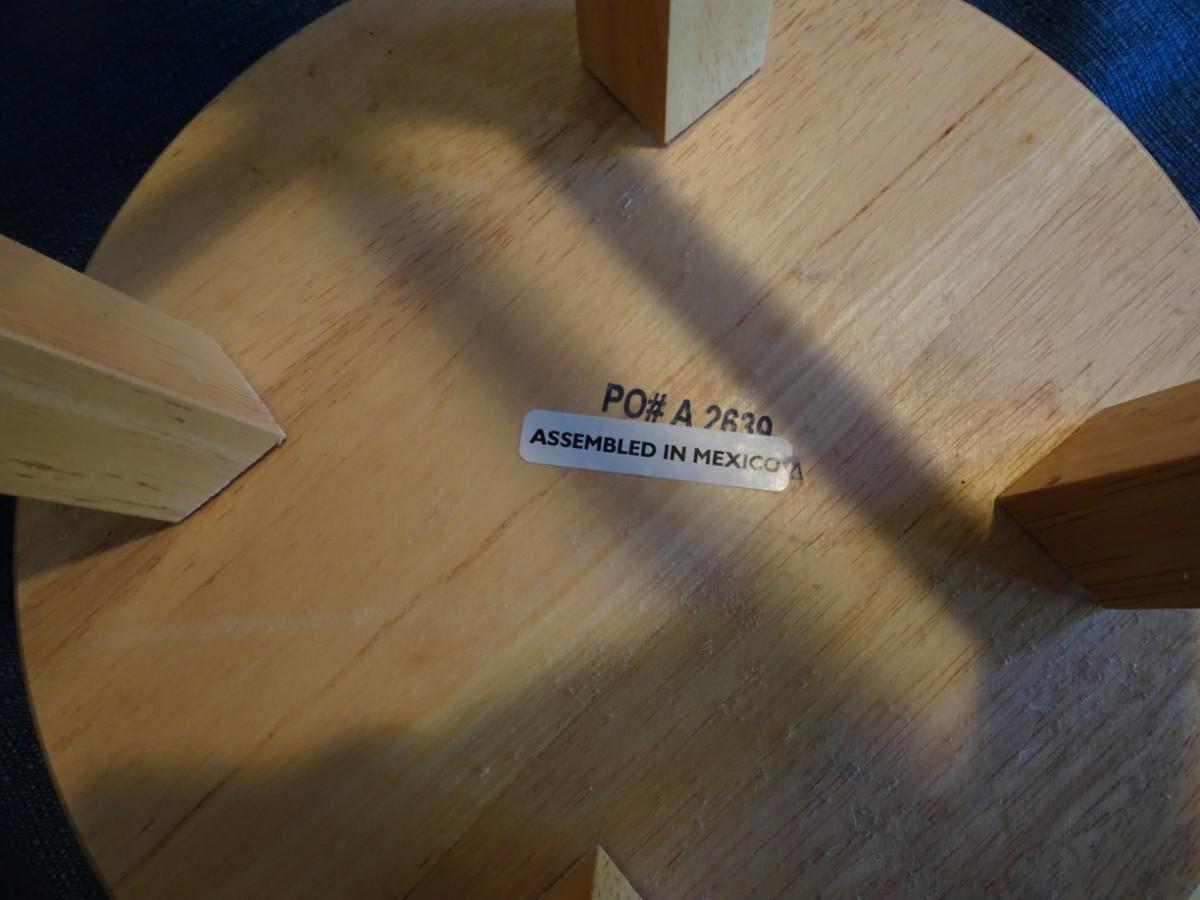 PO# A 2639
ASSEMBLED IN MEXICO
A